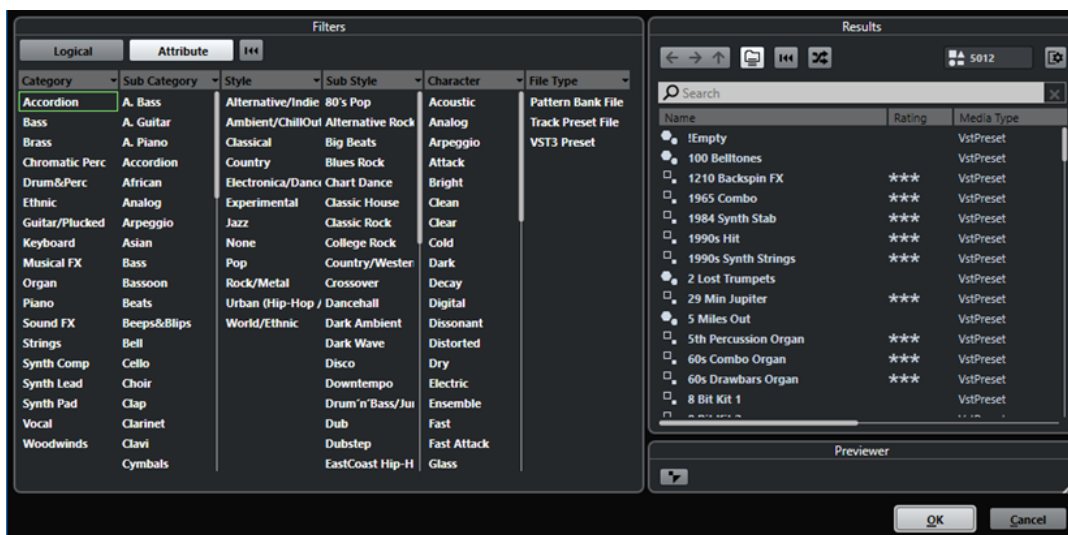 Filters
Logical Attribute
Category Sub Category Style Sub Style Character File Type
Accordion A. Bass Alternative/Indie 80's Pop Acoustic Pattern Bank File
Bass A. Guitar Ambient/ChillOut Alternative Rock Analog Track Preset File
Brass A. Piano Classical Big Beats Arpeggio VST3 Preset
Chromatic Perc Accordion Country Blues Rock Attack
Drum&Perc African Electronica/Danc Chart Dance Bright
Ethnic Analog Experimental Classic House Clean
Guitar/Plucked Arpeggio Jazz Classic Rock Clear
Keyboard Asian None College Rock Cold
Musical FX Bass Pop Country/Wester Dark
Organ Bassoon Rock/Metal Crossover Decay
Piano Beats Urban (Hip-Hop / Dancehall Digital
Sound FX Beeps&Blips World/Ethnic Dark Ambient Dissonant
Strings Bell Dark Wave Distorted
Synth Comp Cello Disco Dry
Synth Lead Choir Downtempo Electric
Synth Pad Clap Drum´n´Bass/Ju Ensemble
Vocal Clarinet Dub Fast
Woodwinds Clavi Dubstep Fast Attack
Cymbals EastCoast Hip-H Glass
Results
5012
Search
Name Rating Media Type
!Empty VstPreset
100 Belltones VstPreset
1210 Backspin FX *** VstPreset
1965 Combo *** VstPreset
1984 Synth Stab *** VstPreset
1990s Hit *** VstPreset
1990s Synth Strings *** VstPreset
2 Lost Trumpets VstPreset
29 Min Jupiter *** VstPreset
5 Miles Out VstPreset
5th Percussion Organ *** VstPreset
60s Combo Organ *** VstPreset
60s Drawbars Organ *** VstPreset
8 Bit Kit 1 VstPreset
Previewer
OK Cancel